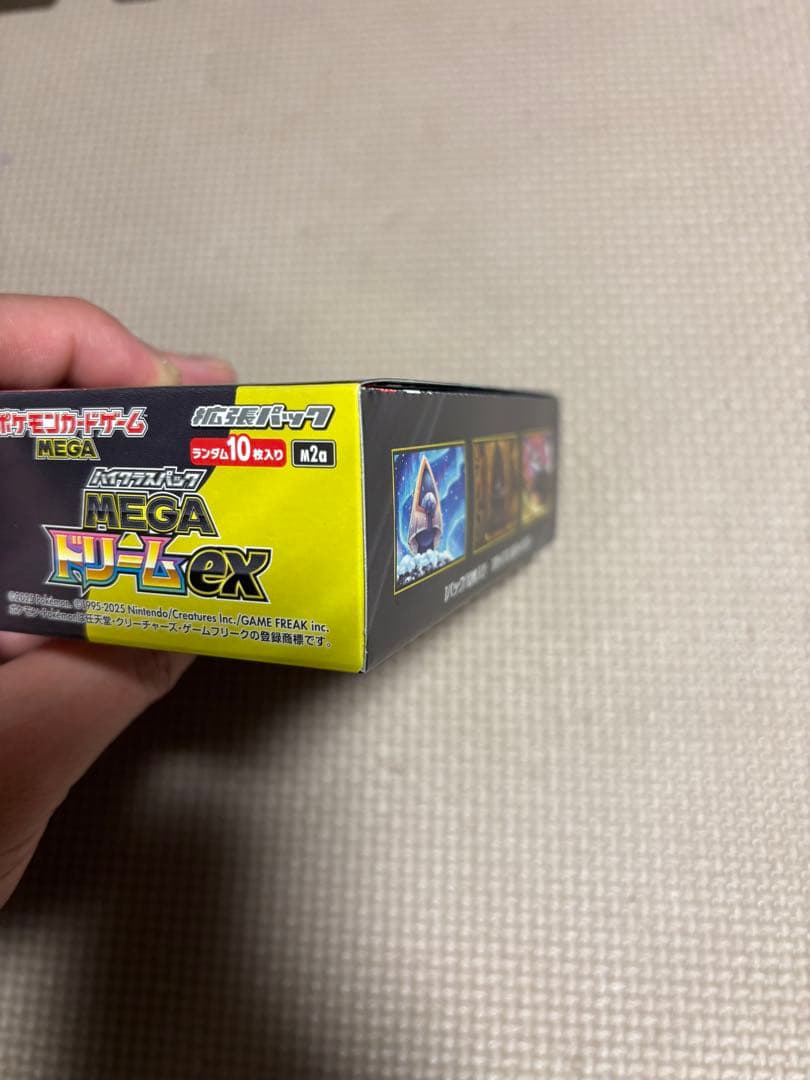 ポケモンカードゲーム
MEGA
拡張パック
ランダム10枚入り
M2a
ハイクラスパック
MEGA
ドリームex
©2025 Pokémon. ©1995-2025 Nintendo/Creatures Inc./GAME FREAK inc.
ポケモン・Pokémonは任天堂・クリーチャーズ・ゲームフリークの登録商標です。